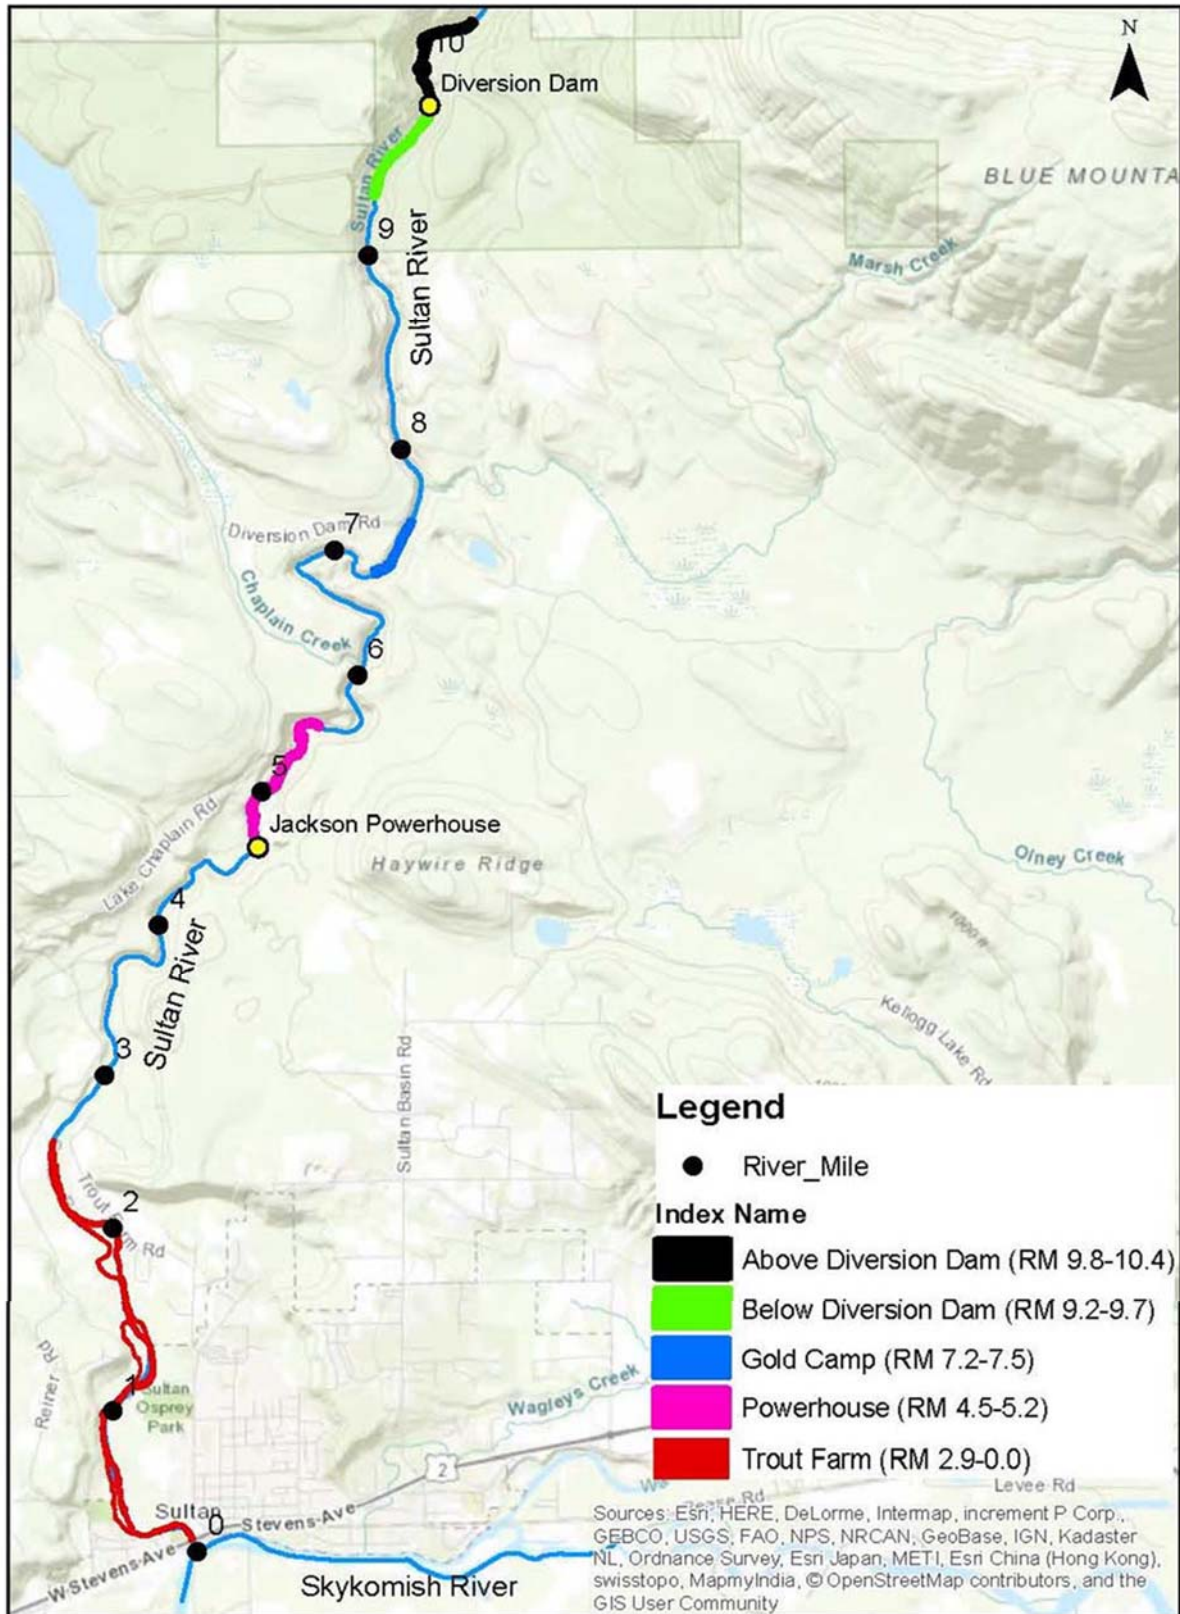 N
10
Diversion Dam
Sultan River
BLUE MOUNTA
9
Sultan River
Marsh Creek
8
7
Diversion Dam Rd
Chaplain Creek
6
5
Lake Chaplain Rd
Jackson Powerhouse
Haywire Ridge
Olney Creek
4
1000 ft
Sultan River
Kellogg Lake Rd
3
Sultan Basin Rd
Trout Farm Rd
2
Reiner Rd
1
Sultan
Osprey
Park
Wagleys Creek
2
Sultan
0
Stevens-Ave
W-Stevens-Ave
Skykomish River
Legend
River_Mile
Index Name
Above Diversion Dam (RM 9.8-10.4)
Below Diversion Dam (RM 9.2-9.7)
Gold Camp (RM 7.2-7.5)
Powerhouse (RM 4.5-5.2)
Trout Farm (RM 2.9-0.0)
Levee Rd
Rd
Sources: Esri, HERE, DeLorme, Intermap, increment P Corp.,
GEBCO, USGS, FAO, NPS, NRCAN, GeoBase, IGN, Kadaster
NL, Ordnance Survey, Esri Japan, METI, Esri China (Hong Kong),
swisstopo, MapmyIndia, © OpenStreetMap contributors, and the
GIS User Community